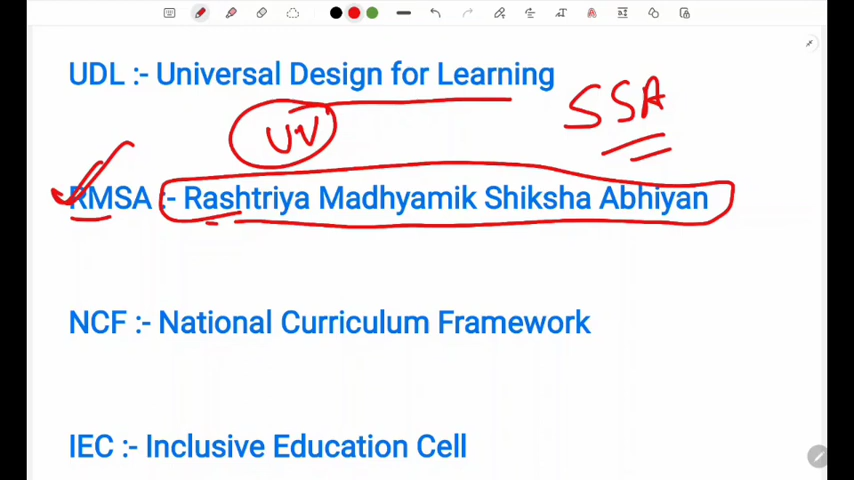 UDL :- Universal Design for Learning
SSA
UV
RMSA :- Rashtriya Madhyamik Shiksha Abhiyan
NCF :- National Curriculum Framework
IEC :- Inclusive Education Cell